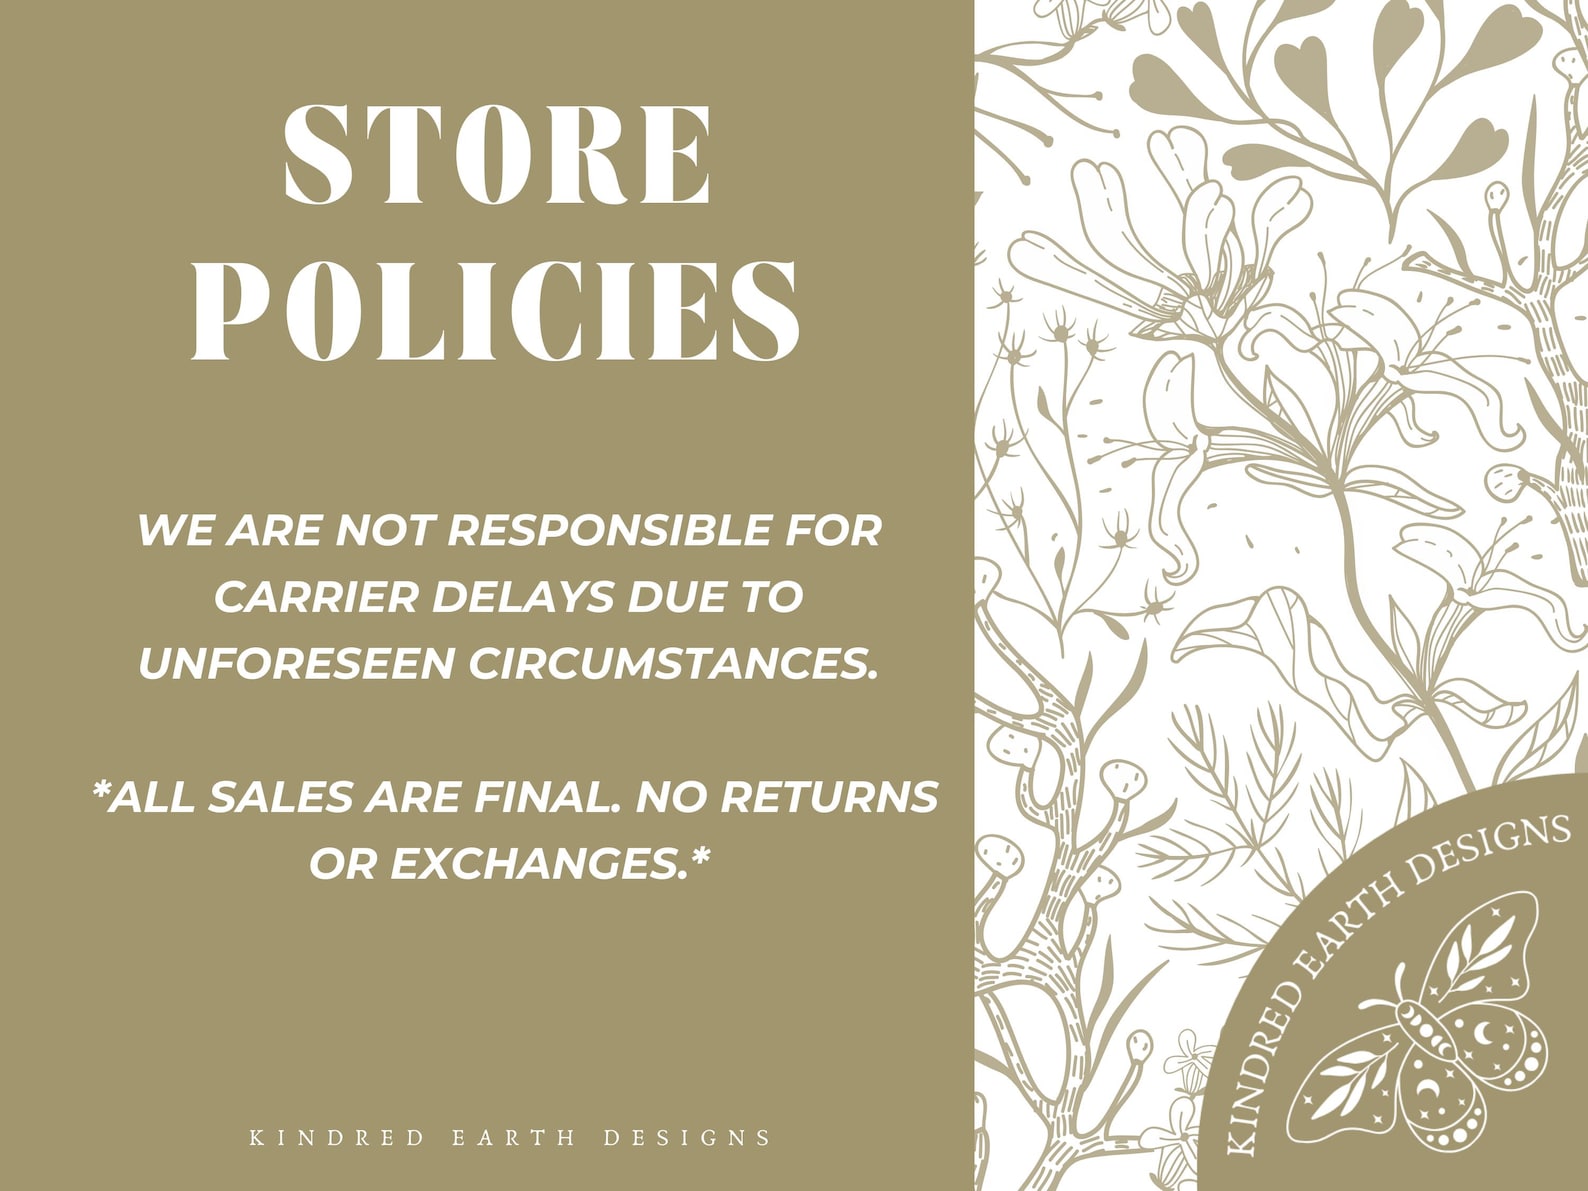 STORE
POLICIES
WE ARE NOT RESPONSIBLE FOR
CARRIER DELAYS DUE TO
UNFORESEEN CIRCUMSTANCES.
*ALL SALES ARE FINAL. NO RETURNS
OR EXCHANGES.*
KINDRED EARTH DESIGNS
KINDRED EARTH DESIGNS